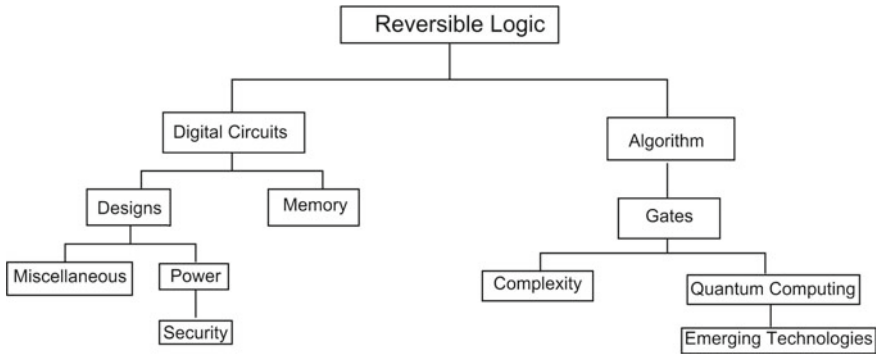 Reversible Logic
Digital Circuits
Algorithm
Designs
Memory
Gates
Miscellaneous
Power
Complexity
Quantum Computing
Security
Emerging Technologies